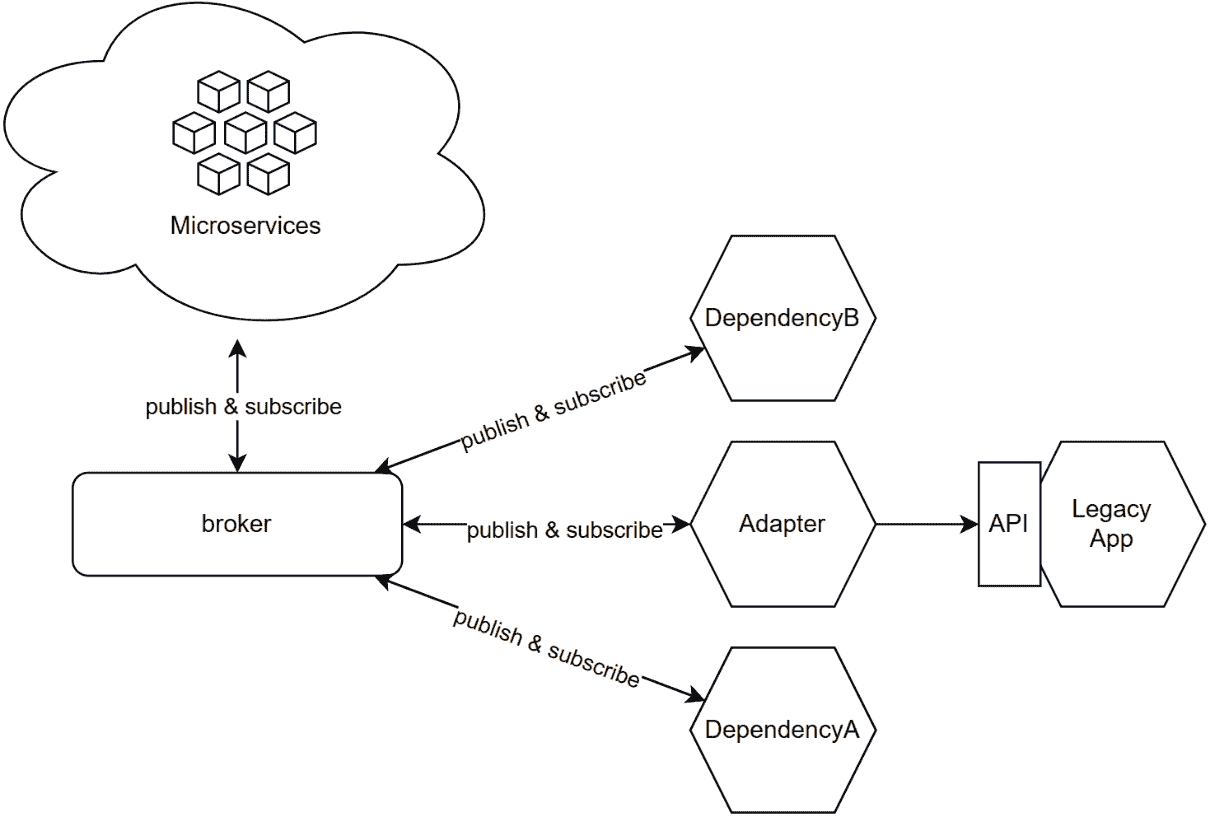 Microservices
publish & subscribe
broker
publish & subscribe
DependencyB
publish & subscribe
Adapter
API
Legacy
App
publish & subscribe
DependencyA